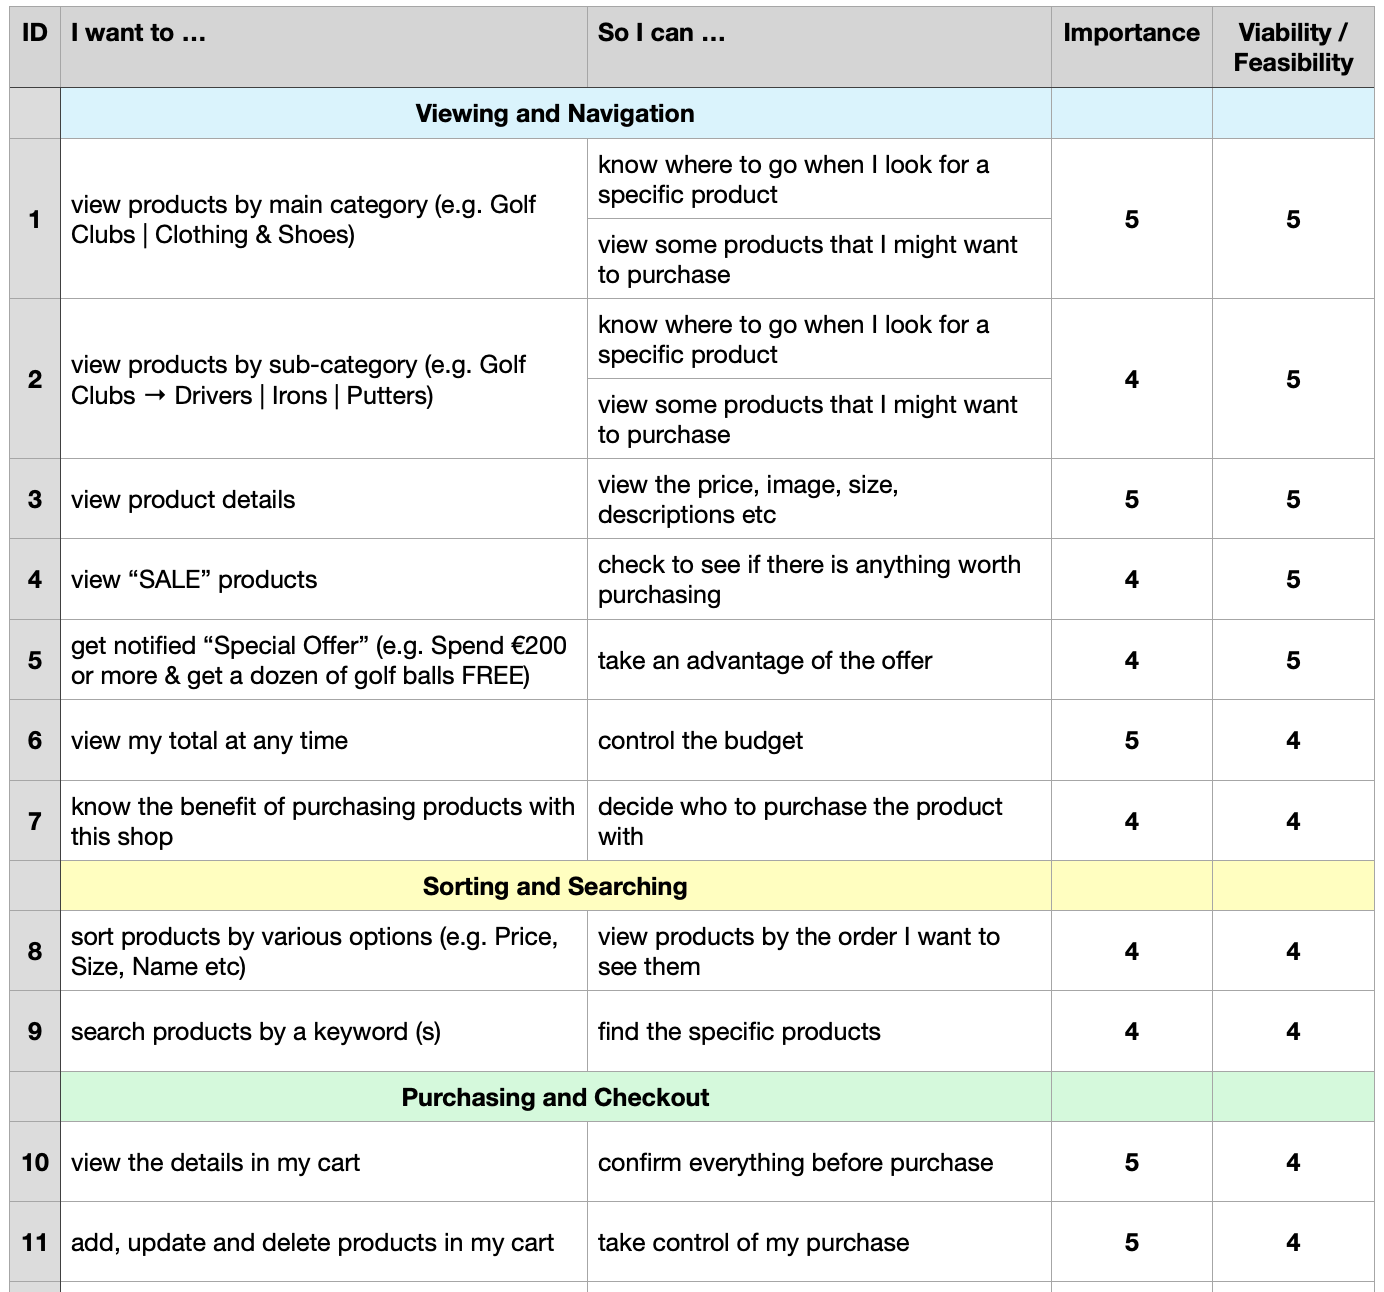 ID I want to … So I can … Importance Viability /
Feasibility
Viewing and Navigation
1
view products by main category (e.g. Golf
Clubs | Clothing & Shoes)
know where to go when I look for a
specific product
view some products that I might want
to purchase
5 5
2
view products by sub-category (e.g. Golf
Clubs → Drivers | Irons | Putters)
know where to go when I look for a
specific product
view some products that I might want
to purchase
4 5
3 view product details
view the price, image, size,
descriptions etc
5 5
4 view “SALE” products
check to see if there is anything worth
purchasing
4 5
5
get notified “Special Offer” (e.g. Spend €200
or more & get a dozen of golf balls FREE)
take an advantage of the offer 4 5
6 view my total at any time control the budget 5 4
7
know the benefit of purchasing products with
this shop
decide who to purchase the product
with
4 4
Sorting and Searching
8
sort products by various options (e.g. Price,
Size, Name etc)
view products by the order I want to
see them
4 4
9 search products by a keyword (s) find the specific products 4 4
Purchasing and Checkout
10 view the details in my cart confirm everything before purchase 5 4
11 add, update and delete products in my cart take control of my purchase 5 4